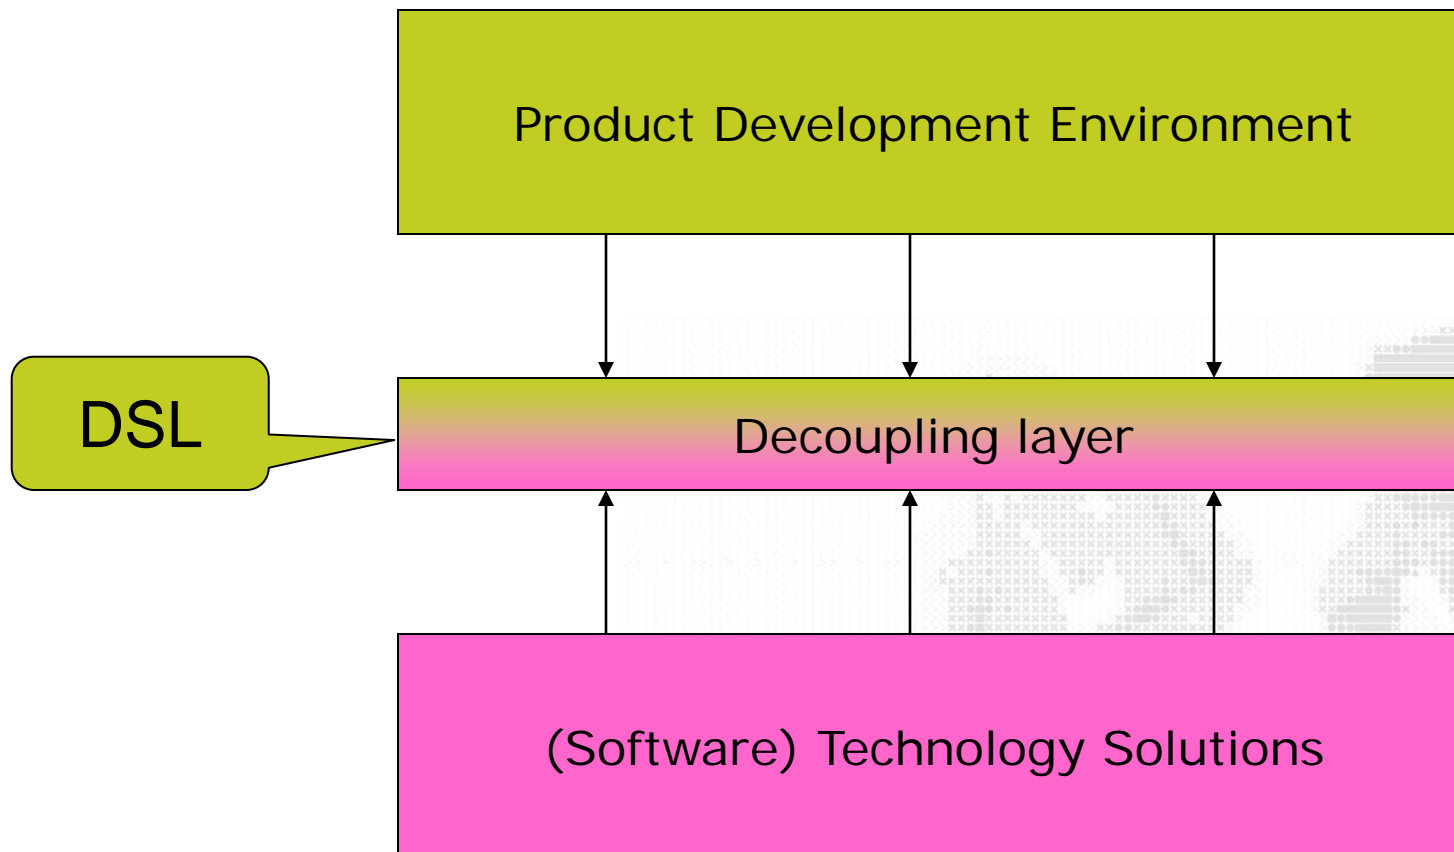 Product Development Environment
DSL
Decoupling layer
(Software) Technology Solutions